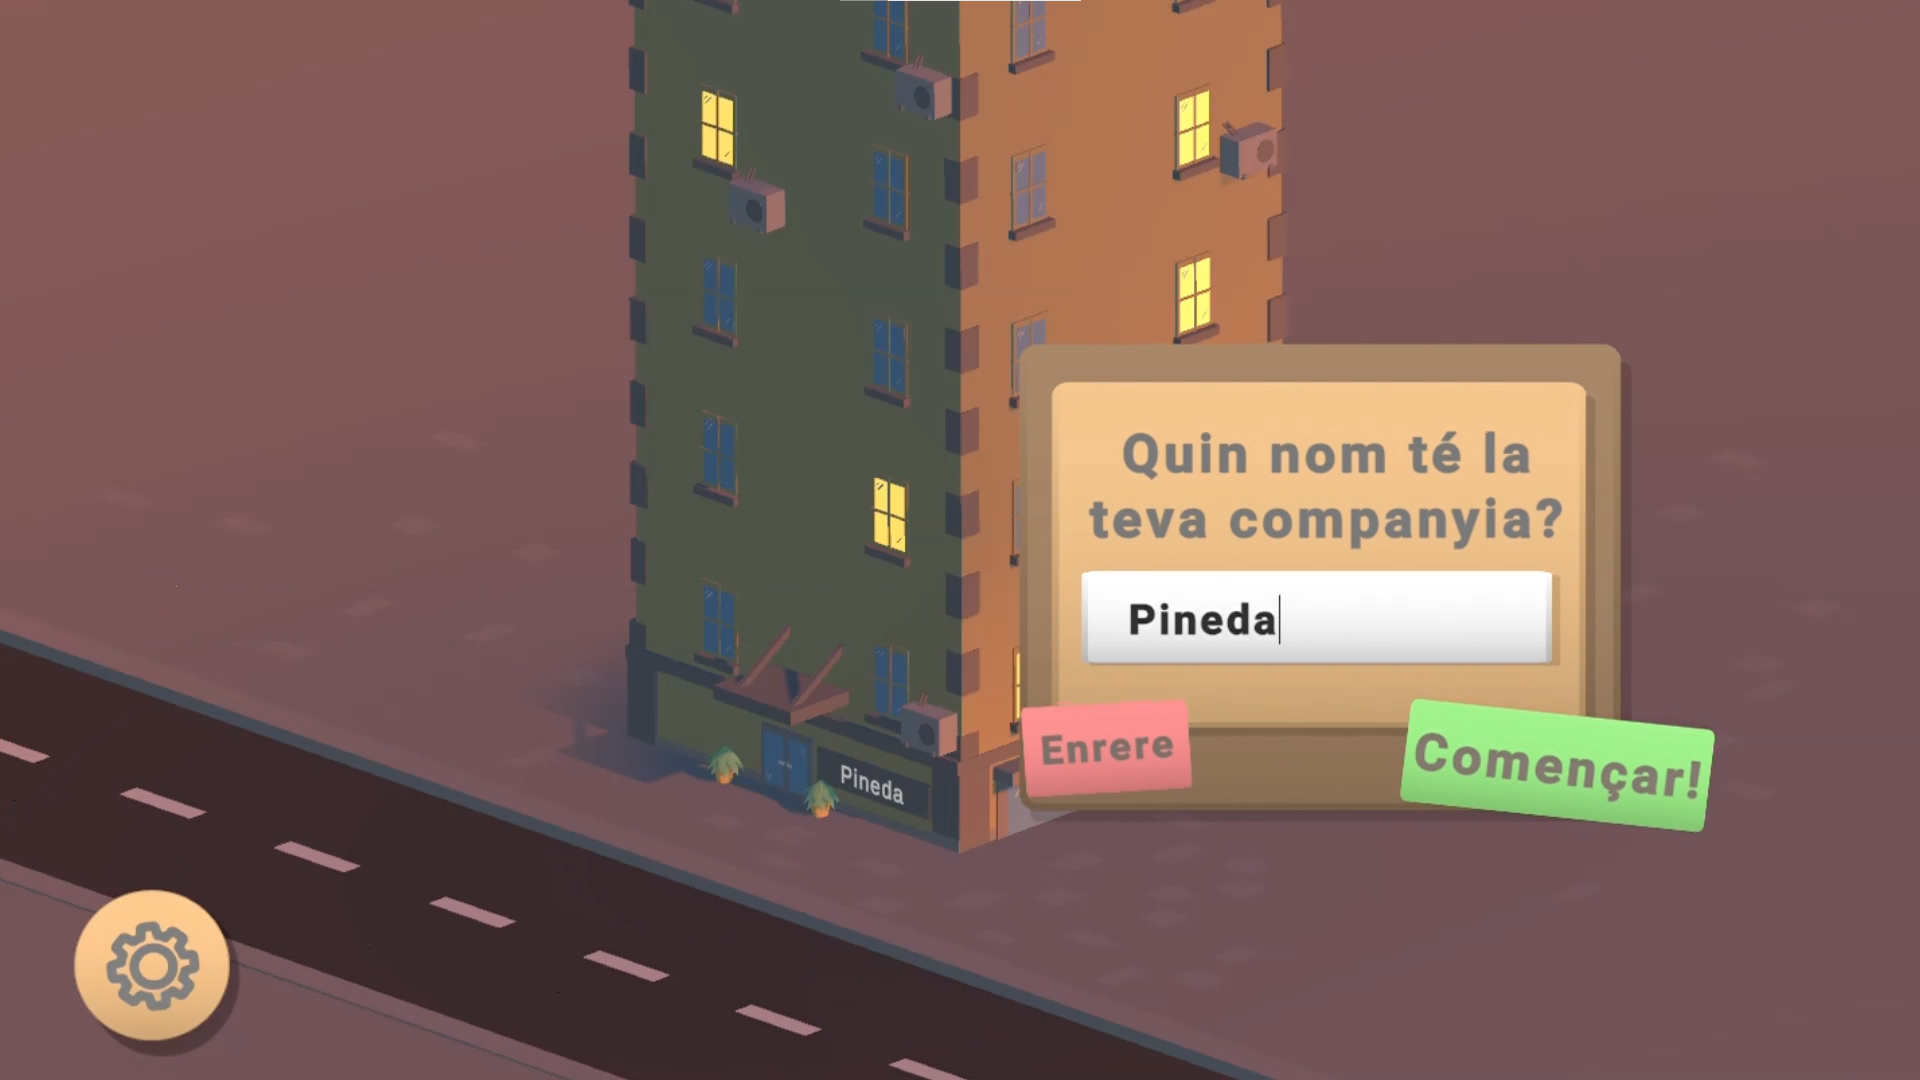 Quin nom té la
teva companyia?
Pineda
Enrere
Començar!
Pineda